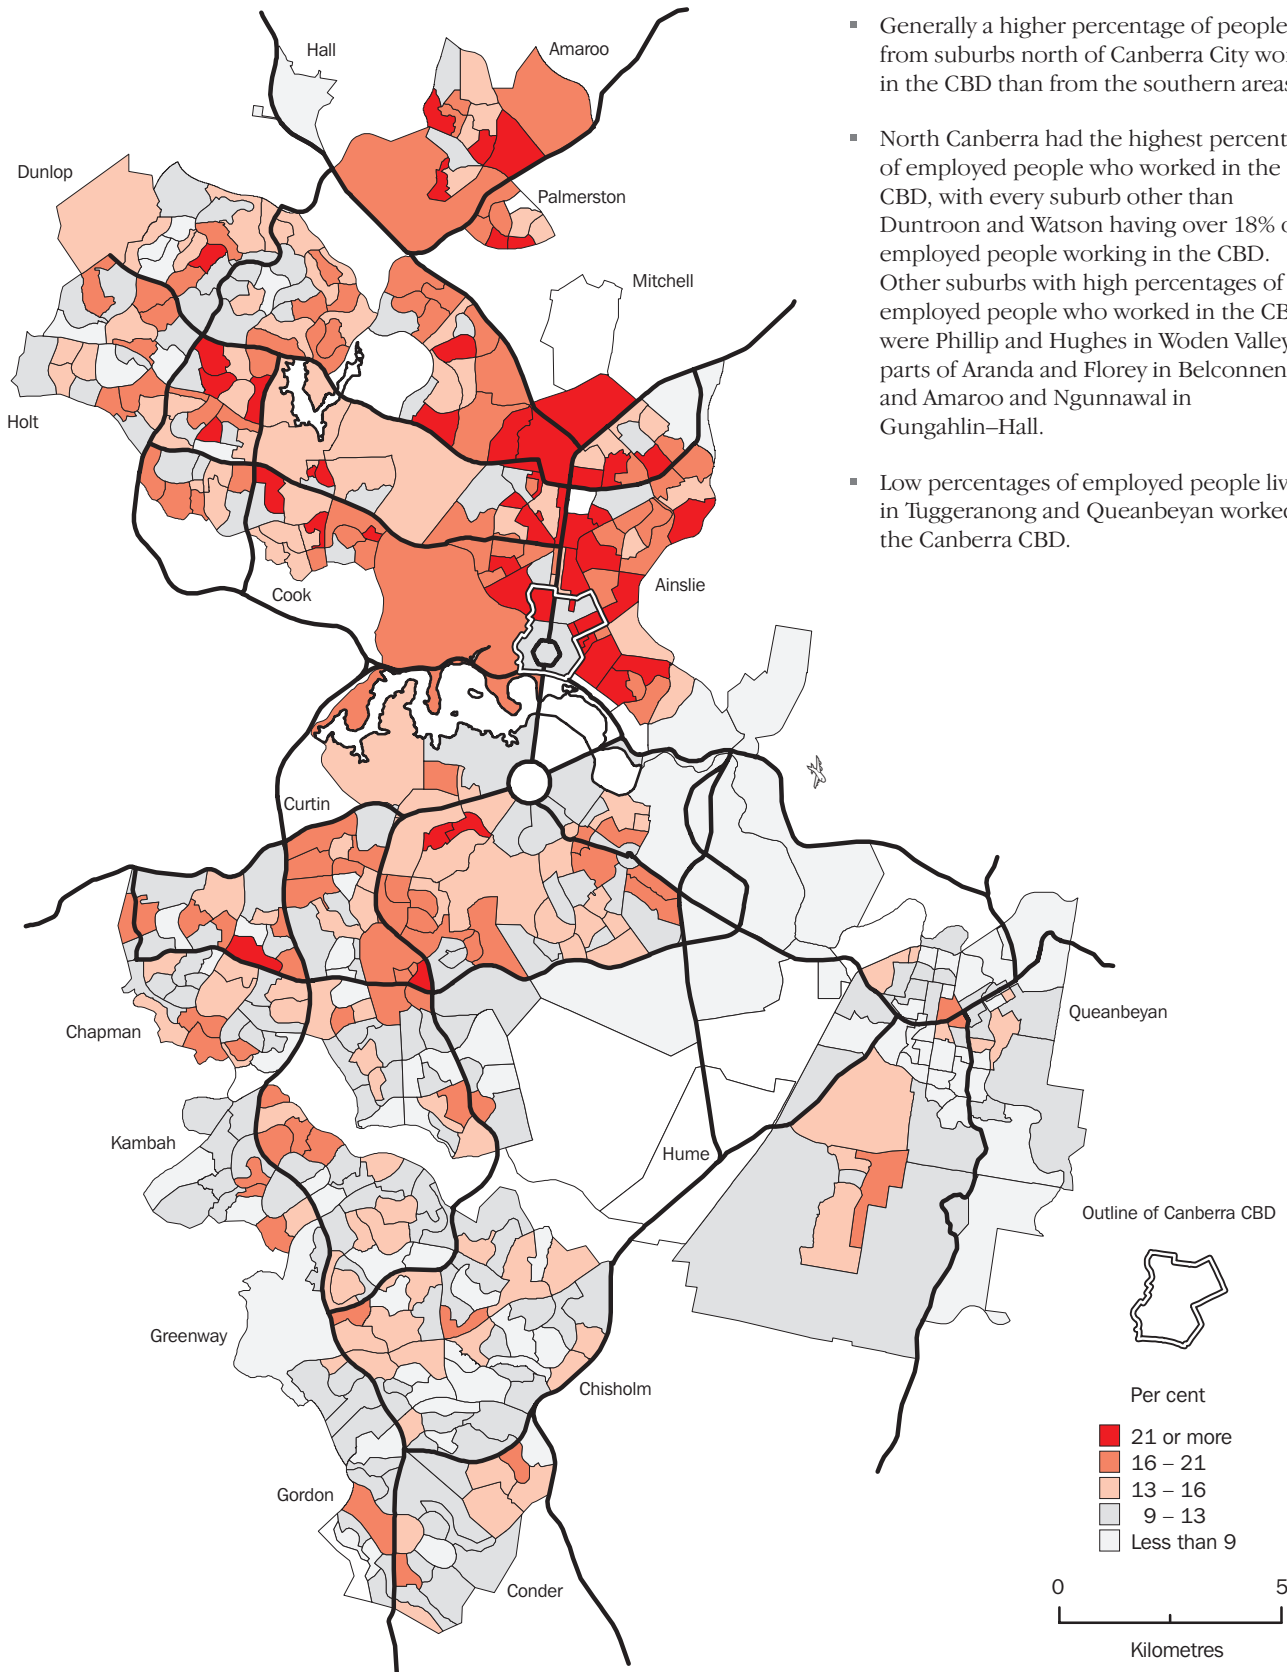 ▪ Generally a higher percentage of people
from suburbs north of Canberra City wor
in the CBD than from the southern areas
▪ North Canberra had the highest percent
of employed people who worked in the
CBD, with every suburb other than
Duntroon and Watson having over 18% o
employed people working in the CBD.
Other suburbs with high percentages of
employed people who worked in the CB
were Phillip and Hughes in Woden Valley
parts of Aranda and Florey in Belconnen
and Amaroo and Ngunnawal in
Gungahlin–Hall.
▪ Low percentages of employed people liv
in Tuggeranong and Queanbeyan worked
the Canberra CBD.
Hall
Amaroo
Dunlop
Palmerston
Mitchell
Holt
Cook
Ainslie
Curtin
Chapman
Queanbeyan
Kambah
Hume
Outline of Canberra CBD
Greenway
Chisholm
Gordon
Conder
Per cent
21 or more
16 – 21
13 – 16
9 – 13
Less than 9
0 5
Kilometres